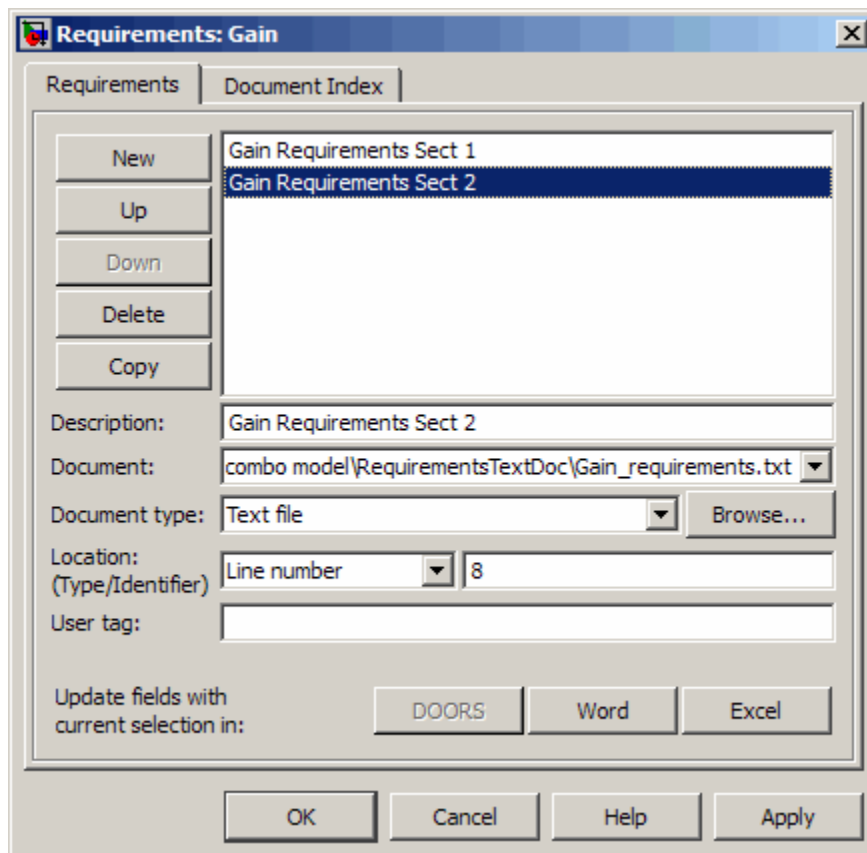 Requirements: Gain
Requirements
Document Index
New
Up
Down
Delete
Copy
Gain Requirements Sect 1
Gain Requirements Sect 2
Description:
Gain Requirements Sect 2
Document:
combo model\RequirementsTextDoc\Gain_requirements.txt
Document type:
Text file
Browse...
Location:
(Type/Identifier)
Line number
8
User tag:
Update fields with
current selection in:
DOORS
Word
Excel
OK
Cancel
Help
Apply